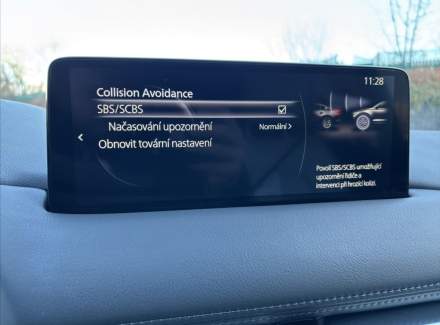 11:28
Collision Avoidance
SBS/SCBS
Načasování upozornění Normální
Obnovit tovární nastavení
Povolí SBS/SCBS umožňující
upozornění řidiče a
intervenci při hrozící kolizi.